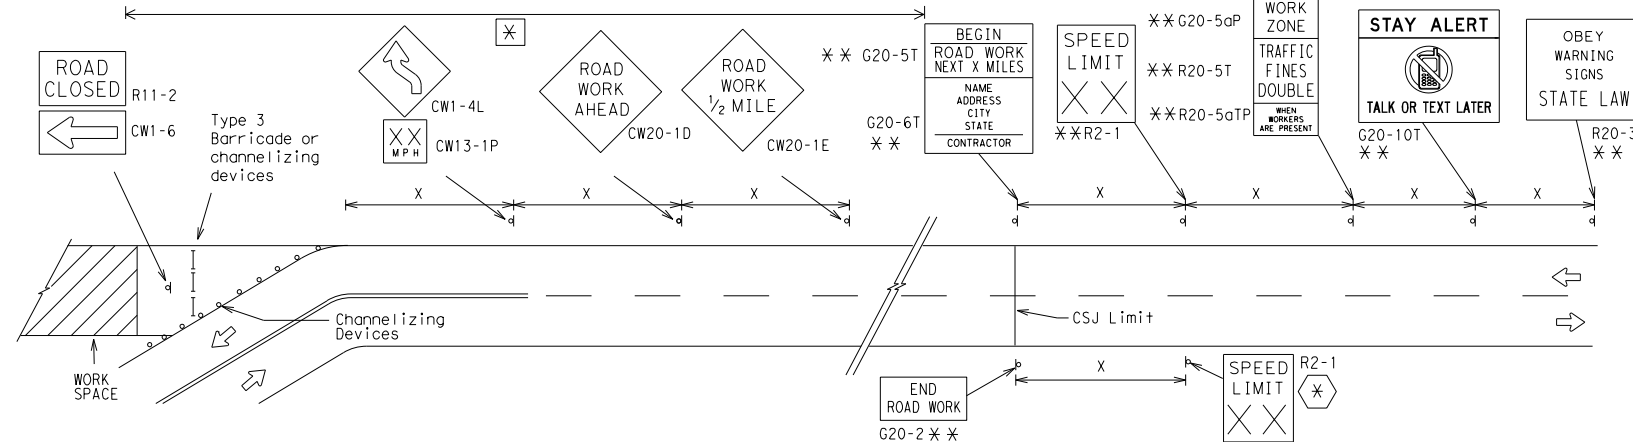 ROAD
CLOSED
R11-2
CW1-6
Type 3
Barricade or
channelizing
devices
X X
MPH
CW1-4L
CW13-1P
*
ROAD
WORK
AHEAD
CW20-1D
ROAD
WORK
1/2 MILE
CW20-1E
* * G20-5T
G20-6T
* *
BEGIN
ROAD WORK
NEXT X MILES
NAME
ADDRESS
CITY
STATE
CONTRACTOR
SPEED
LIMIT
X X
**R2-1
**G20-5aP
**R20-5T
**R20-5aTP
WORK
ZONE
TRAFFIC
FINES
DOUBLE
WHEN
WORKERS
ARE PRESENT
STAY ALERT
TALK OR TEXT LATER
G20-10T
* *
OBEY
WARNING
SIGNS
STATE LAW
R20-3
* *
X X X X X X X
Channelizing
Devices
WORK
SPACE
CSJ Limit
X
END
ROAD WORK
G20-2 * *
SPEED
LIMIT
X X
R2-1
*